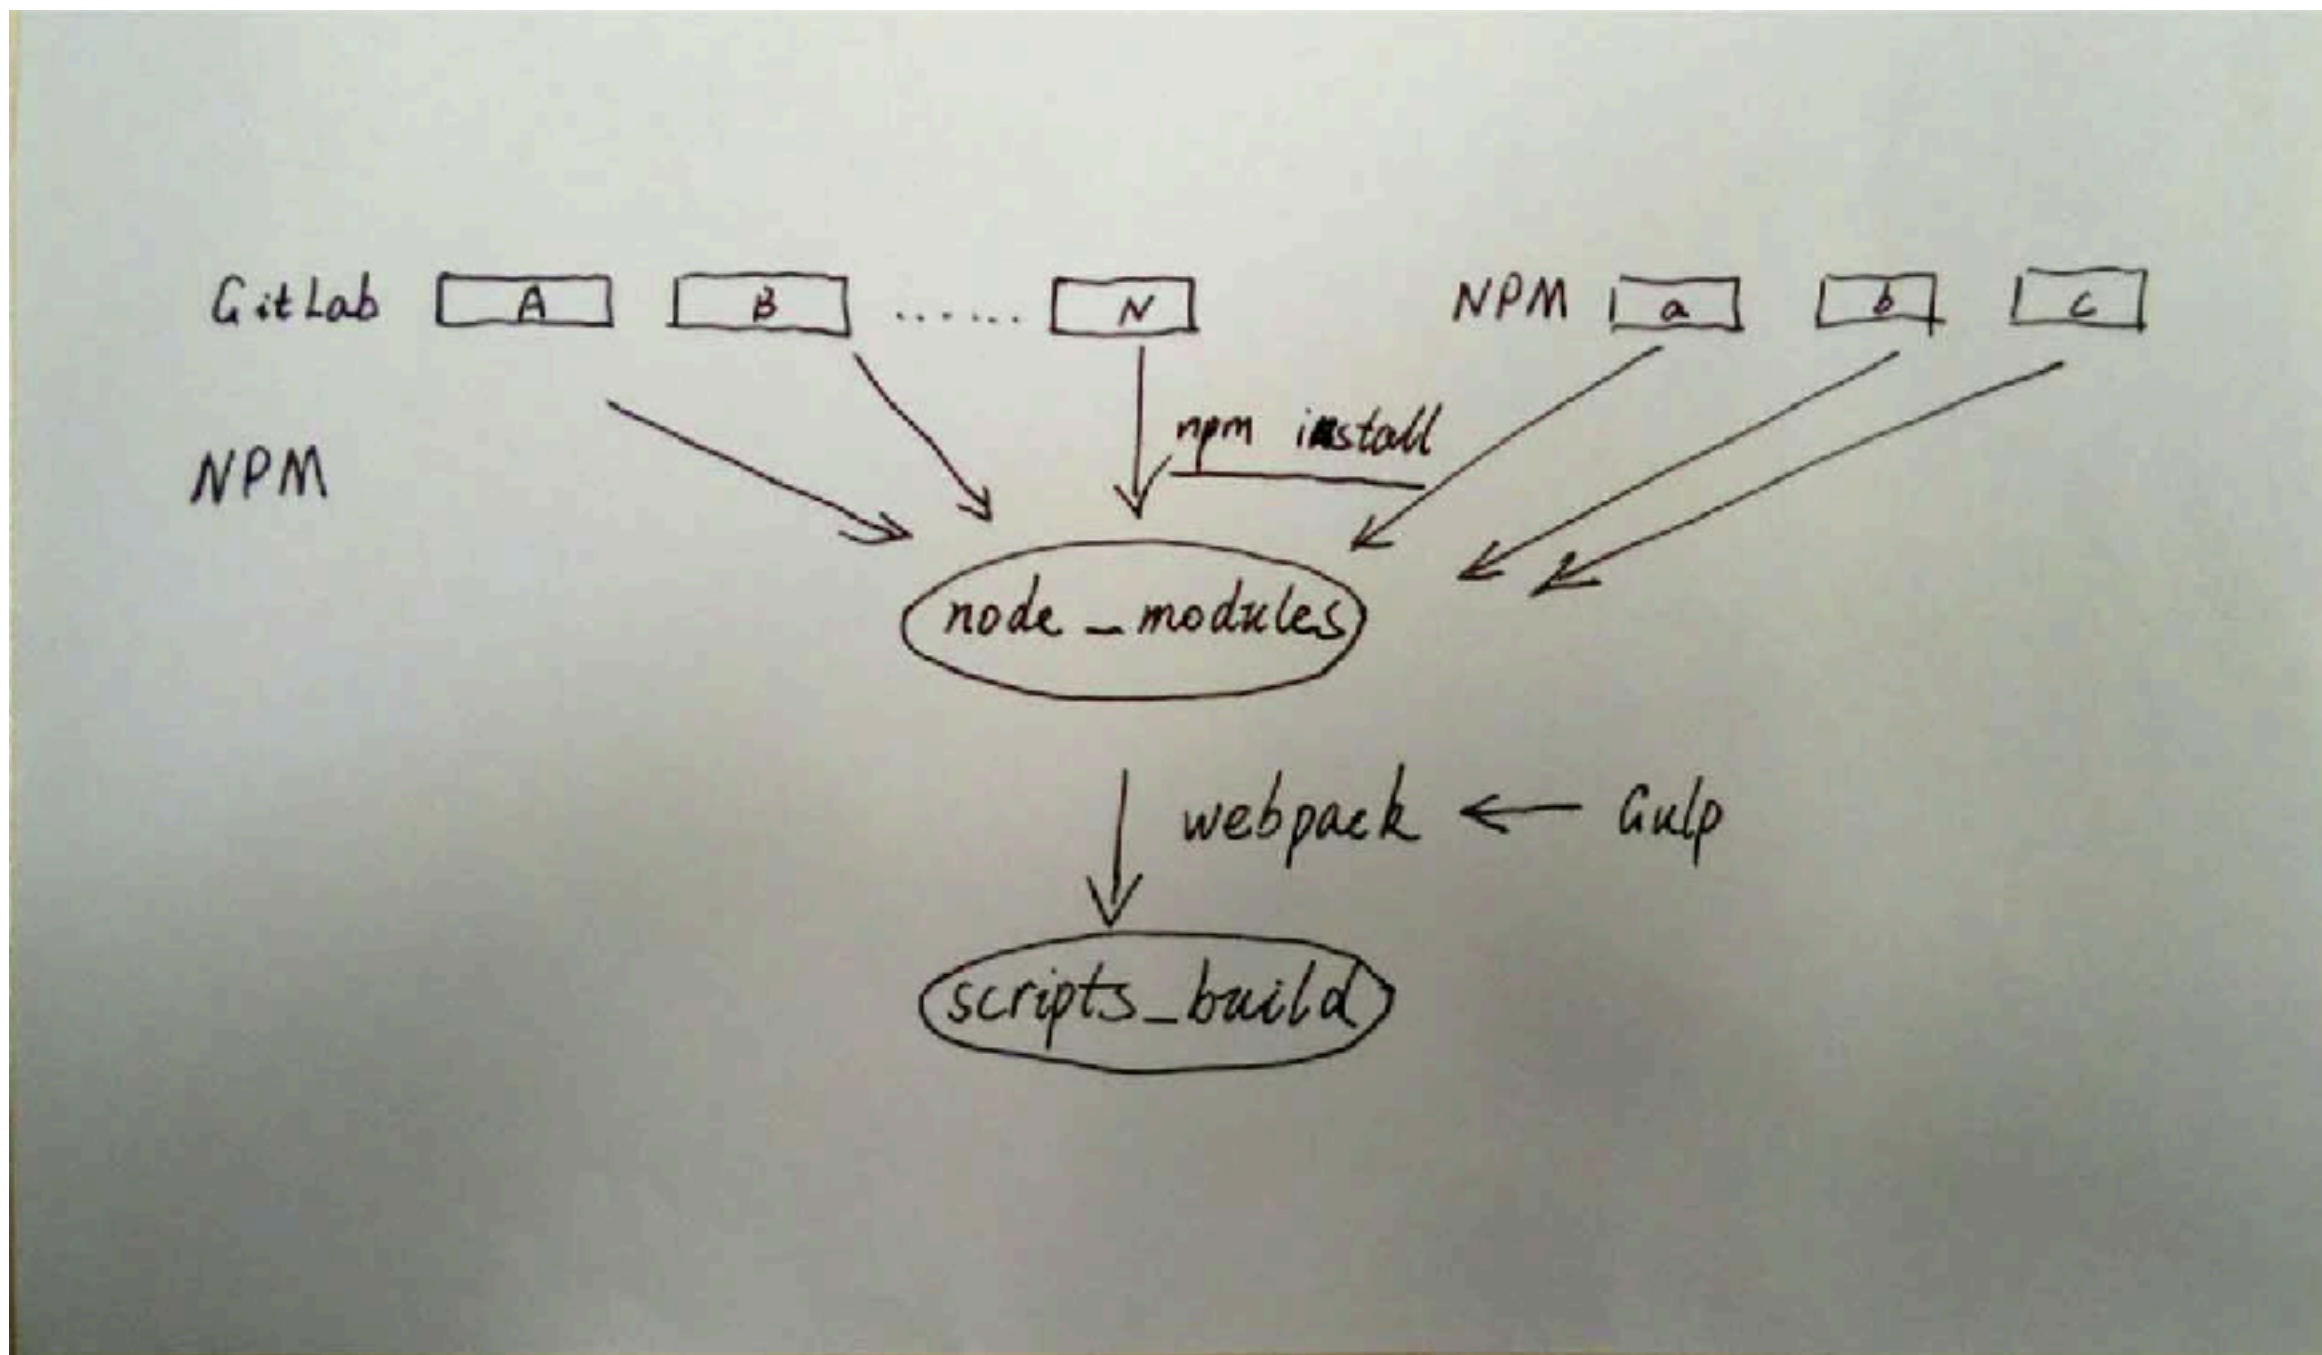 GitLab A B ...... N NPM a b c
npm install
NPM
node_modules
webpack ← Gulp
scripts_build